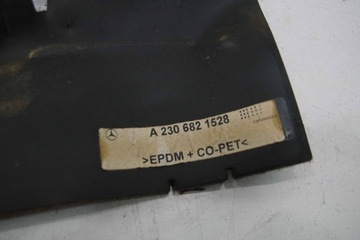 A 230 682 1528
>EPDM + CO-PET<